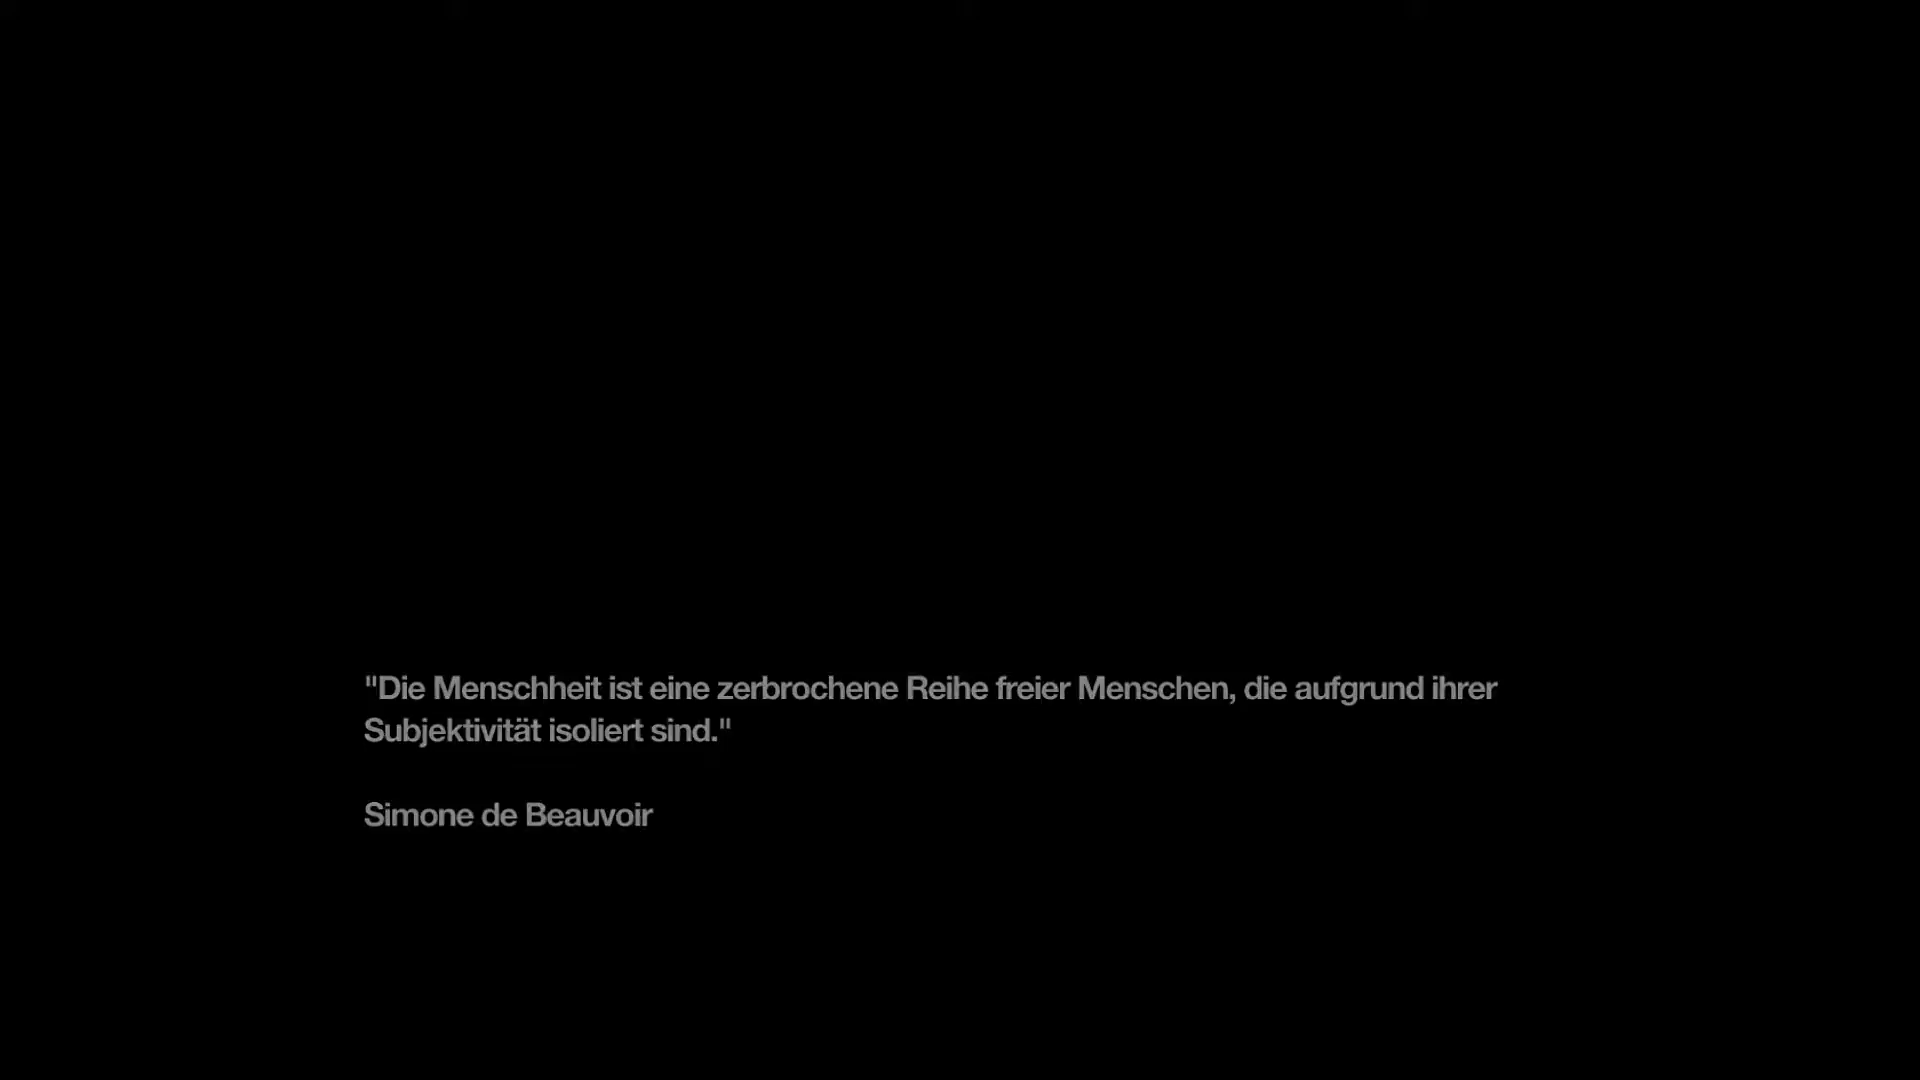 "Die Menschheit ist eine zerbrochene Reihe freier Menschen, die aufgrund ihrer
Subjektivität isoliert sind."
Simone de Beauvoir